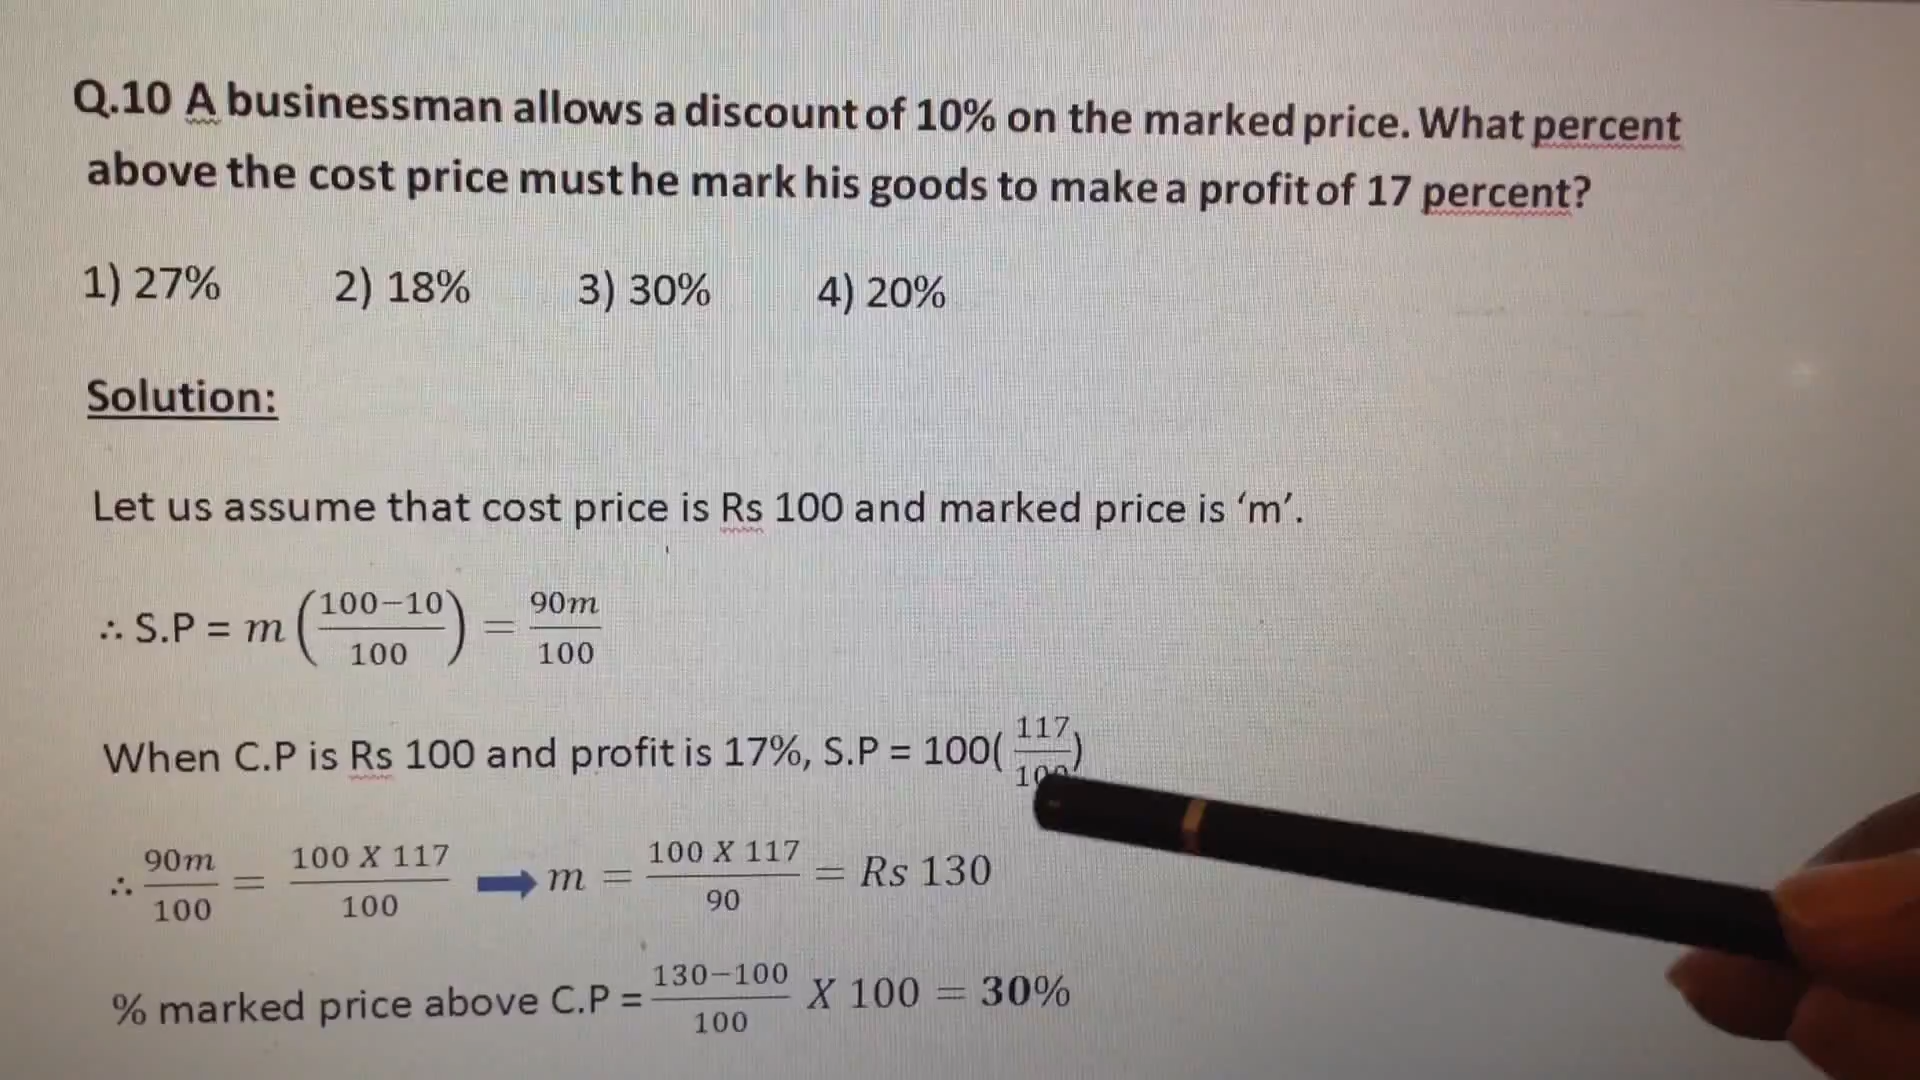 Q.10 A businessman allows a discount of 10% on the marked price. What percent
above the cost price must he mark his goods to make a profit of 17 percent?
1) 27% 2) 18% 3) 30% 4) 20%
Solution:
Let us assume that cost price is Rs 100 and marked price is ‘m’.
∴ S.P = m ((100−10)/100) = 90m/100
When C.P is Rs 100 and profit is 17%, S.P = 100(117/100)
∴ 90m/100 = (100 X 117)/100 ➡ m = (100 X 117)/90 = Rs 130
% marked price above C.P = (130−100)/100 X 100 = 30%